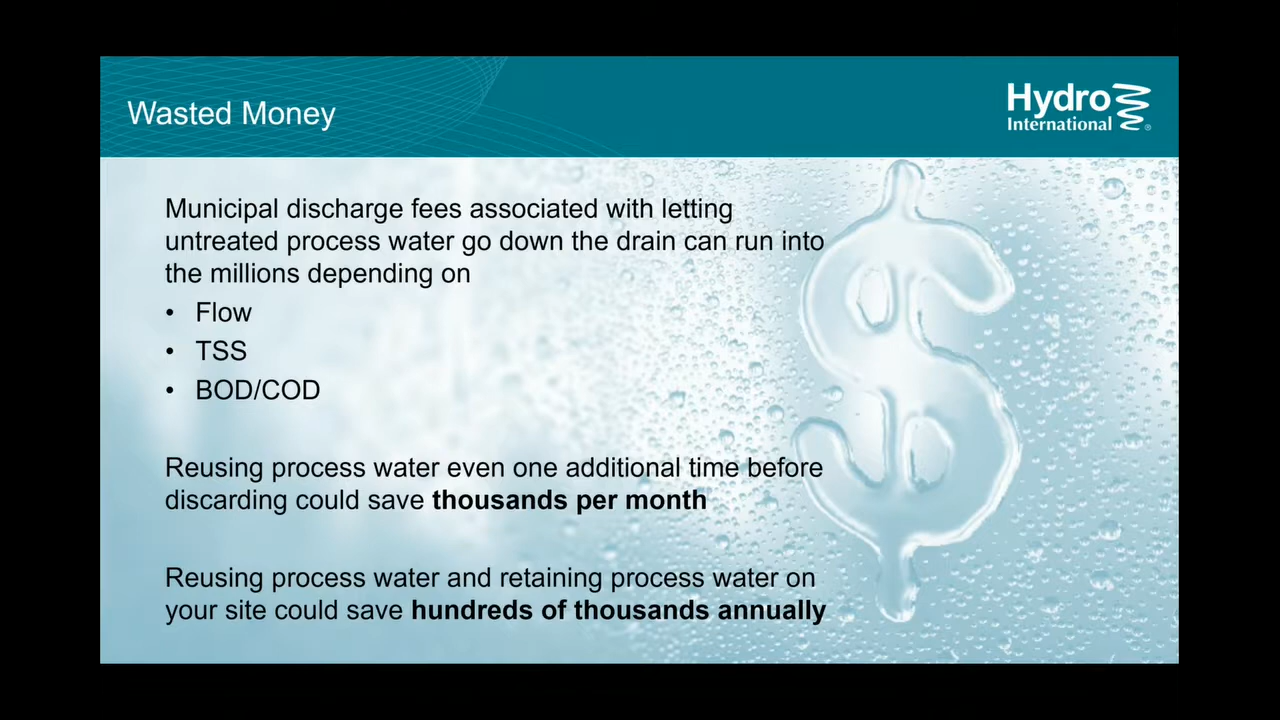 Wasted Money
Hydro
International
Municipal discharge fees associated with letting
untreated process water go down the drain can run into
the millions depending on
• Flow
• TSS
• BOD/COD
Reusing process water even one additional time before
discarding could save thousands per month
Reusing process water and retaining process water on
your site could save hundreds of thousands annually